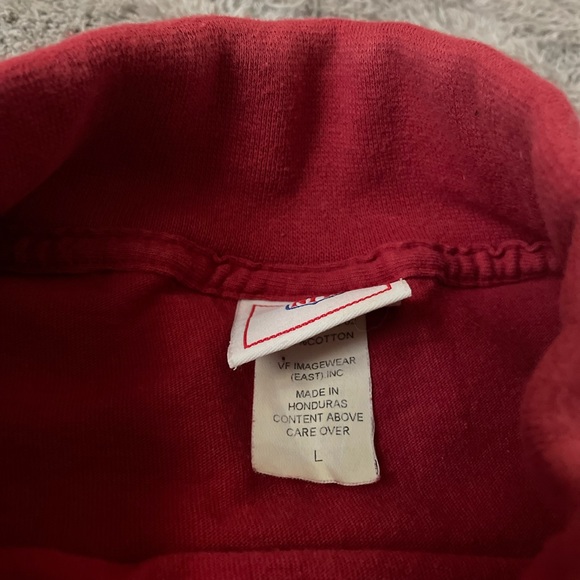 COTTON
VF IMAGEWEAR
(EAST) INC
MADE IN
HONDURAS
CONTENT ABOVE
CARE OVER
L